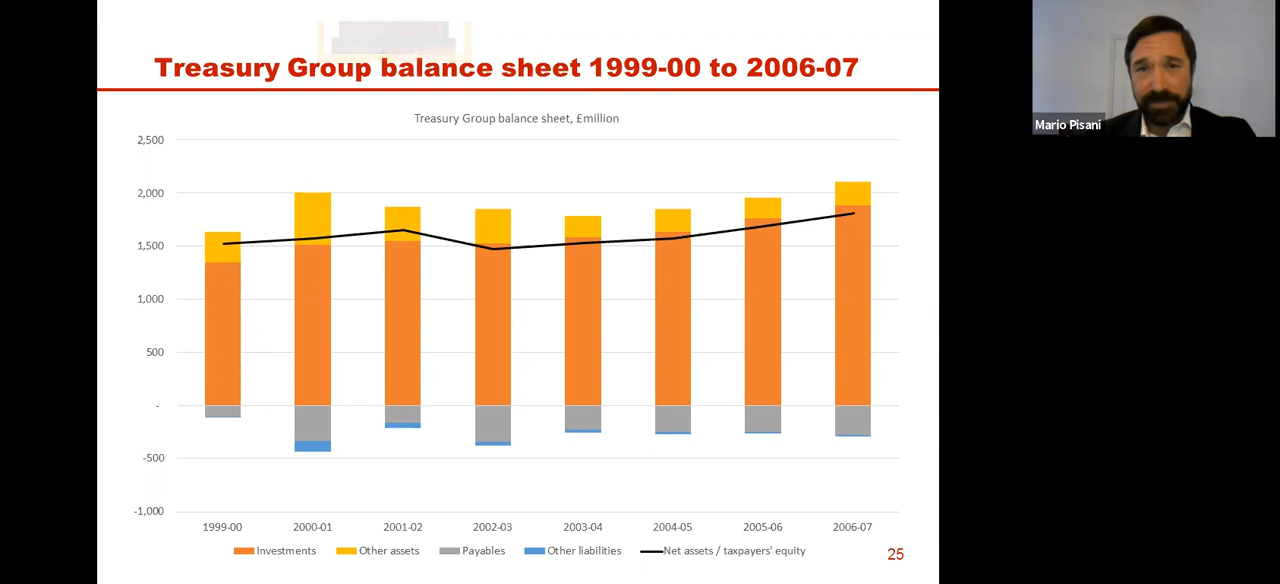 Treasury Group balance sheet 1999-00 to 2006-07
Mario Pisani
Treasury Group balance sheet, £million
2,500
2,000
1,500
1,000
500
-
-500
-1,000
1999-00 2000-01 2001-02 2002-03 2003-04 2004-05 2005-06 2006-07
Investments Other assets Payables Other liabilities Net assets / taxpayers' equity
25